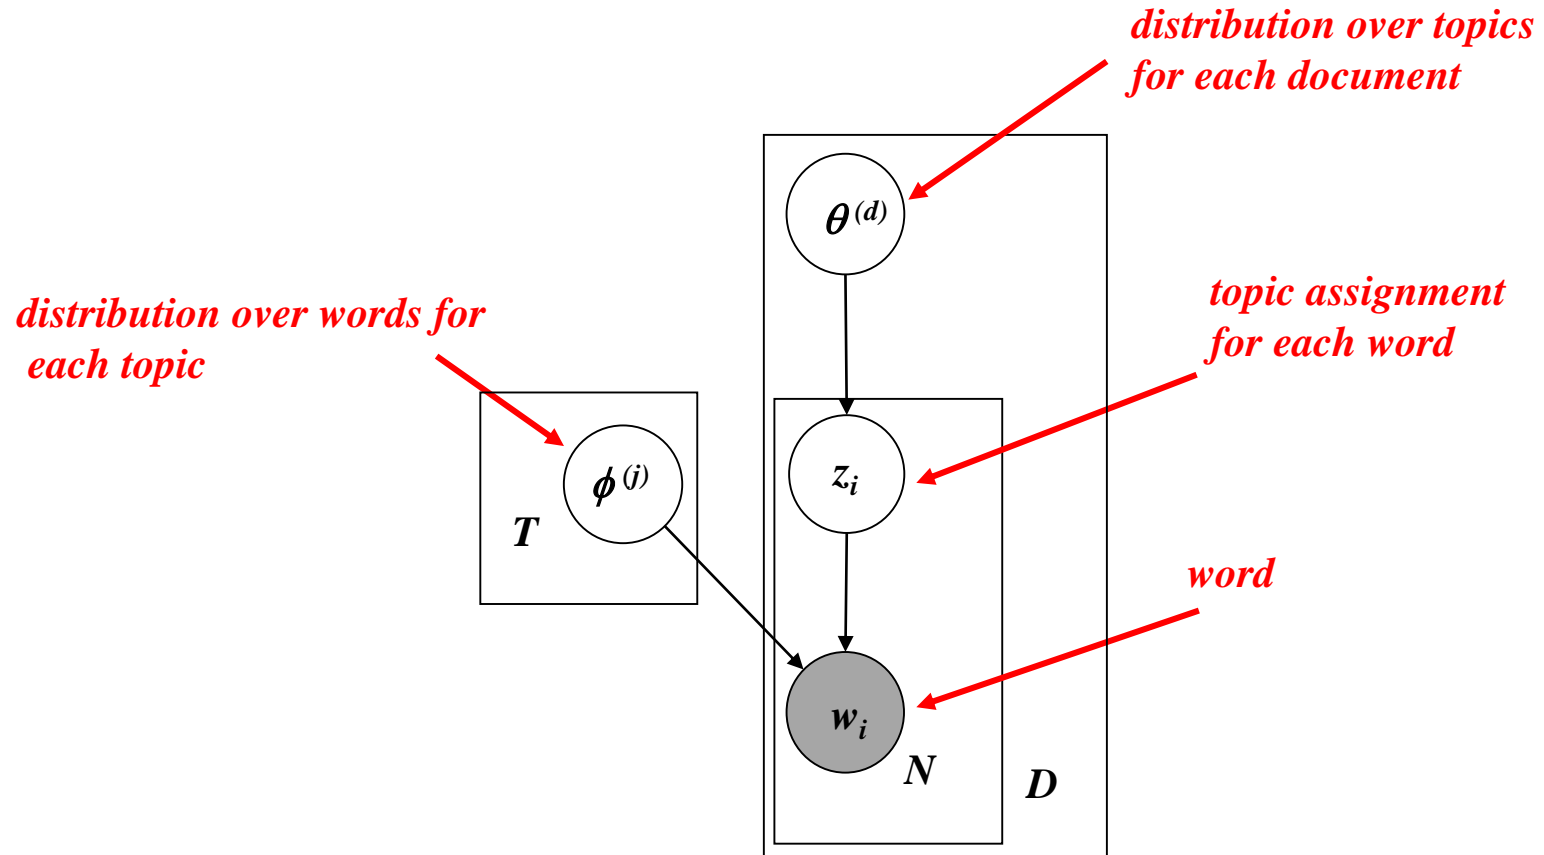 distribution over topics
for each document
θ(d)
topic assignment
for each word
distribution over words for
each topic
zi
ϕ(j)
T
word
wi
N
D